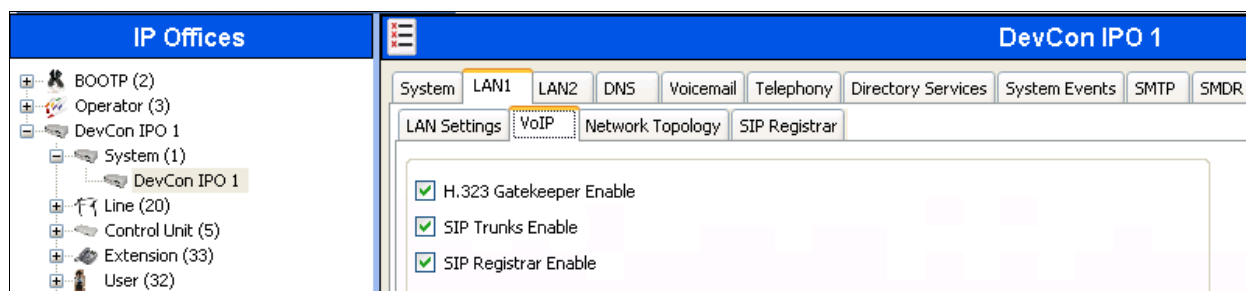 IP Offices
BOOTP (2)
Operator (3)
DevCon IPO 1
System (1)
DevCon IPO 1
Line (20)
Control Unit (5)
Extension (33)
User (32)
DevCon IPO 1
System LAN1 LAN2 DNS Voicemail Telephony Directory Services System Events SMTP SMDR
LAN Settings VoIP Network Topology SIP Registrar
H.323 Gatekeeper Enable
SIP Trunks Enable
SIP Registrar Enable